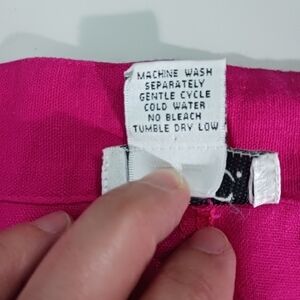 MACHINE WASH
SEPARATELY
GENTLE CYCLE
COLD WATER
NO BLEACH
TUMBLE DRY LOW